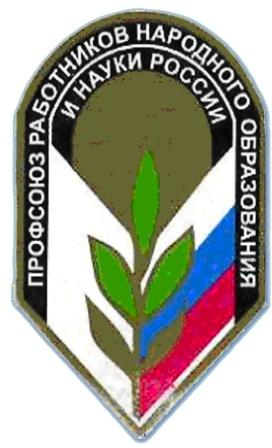 ПРОФСОЮЗ РАБОТНИКОВ НАРОДНОГО ОБРАЗОВАНИЯ
И НАУКИ РОССИИ